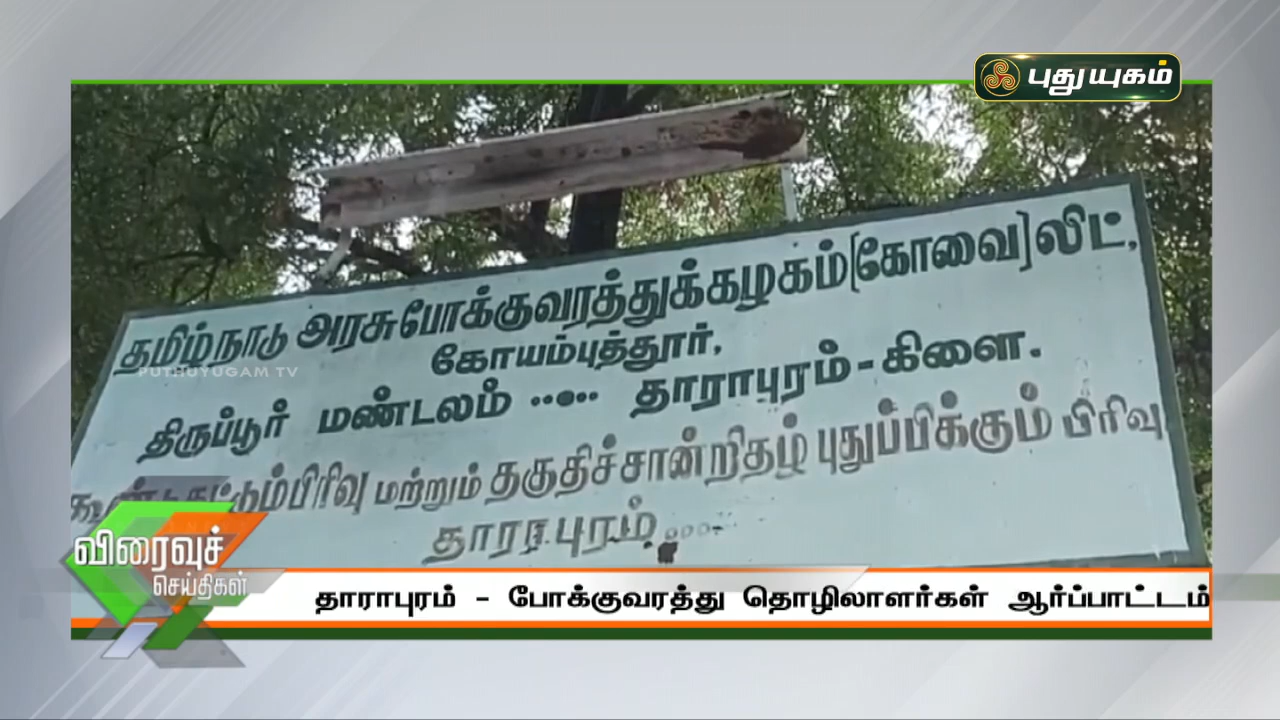 புதுயுகம்
தமிழ்நாடு அரசு போக்குவரத்துக்கழகம் [கோவை] லிட்,
கோயம்புத்தூர்,
PUTHUYUGAM TV
திருப்பூர் மண்டலம் ..... தாராபுரம் - கிளை.
மற்றும் தகுதிச்சான்றிதழ் புதுப்பிக்கும் பிரிவு
தாராபுரம்....
விரைவுச்
செய்திகள்
தாராபுரம் - போக்குவரத்து தொழிலாளர்கள் ஆர்ப்பாட்டம்